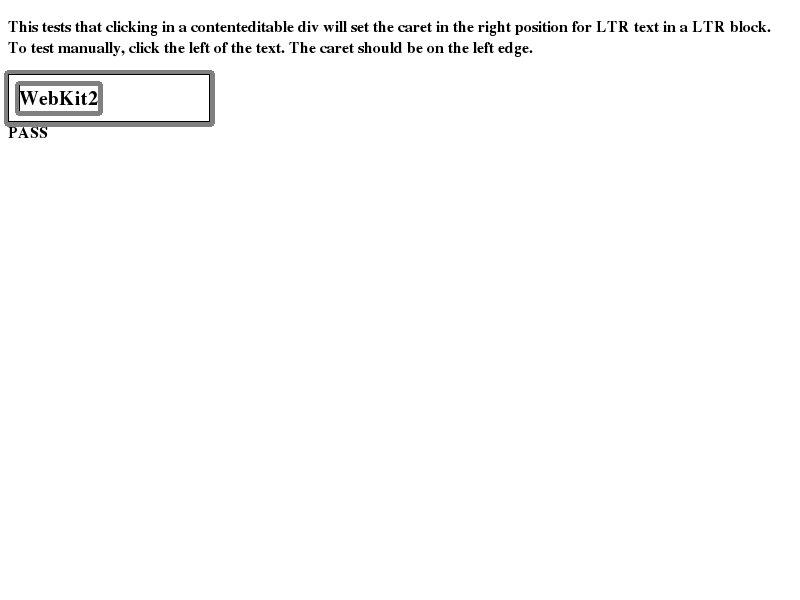 This tests that clicking in a contenteditable div will set the caret in the right position for LTR text in a LTR block.
To test manually, click the left of the text. The caret should be on the left edge.
WebKit2
PASS